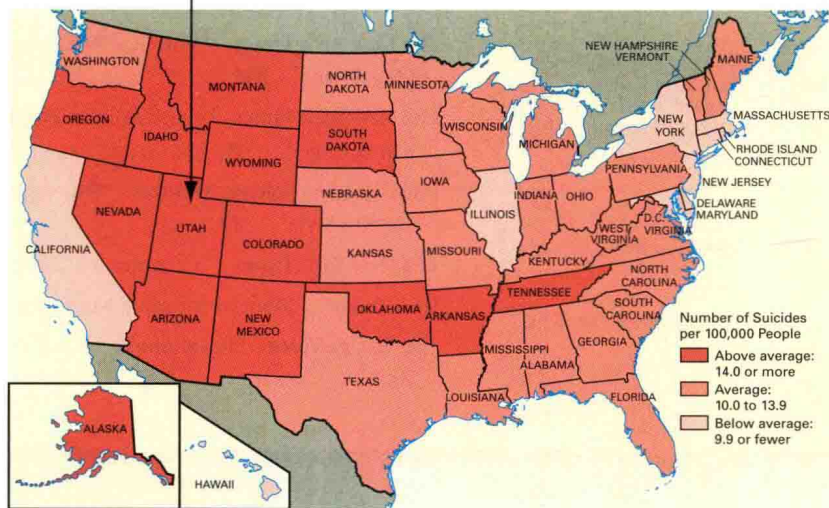 WASHINGTON
MONTANA
NORTH
DAKOTA
MINNESOTA
NEW HAMPSHIRE
VERMONT
MAINE
OREGON
IDAHO
WYOMING
SOUTH
DAKOTA
WISCONSIN
MICHIGAN
NEW
YORK
MASSACHUSETTS
RHODE ISLAND
CONNECTICUT
NEVADA
UTAH
COLORADO
NEBRASKA
IOWA
ILLINOIS
INDIANA
OHIO
PENNSYLVANIA
NEW JERSEY
DELAWARE
MARYLAND
CALIFORNIA
KANSAS
MISSOURI
KENTUCKY
WEST
VIRGINIA
D.C.
VIRGINIA
ARIZONA
NEW
MEXICO
OKLAHOMA
ARKANSAS
TENNESSEE
NORTH
CAROLINA
SOUTH
CAROLINA
TEXAS
LOUISIANA
MISSISSIPPI
ALABAMA
GEORGIA
FLORIDA
ALASKA
HAWAII
Number of Suicides
per 100,000 People
Above average:
14.0 or more
Average:
10.0 to 13.9
Below average:
9.9 or fewer